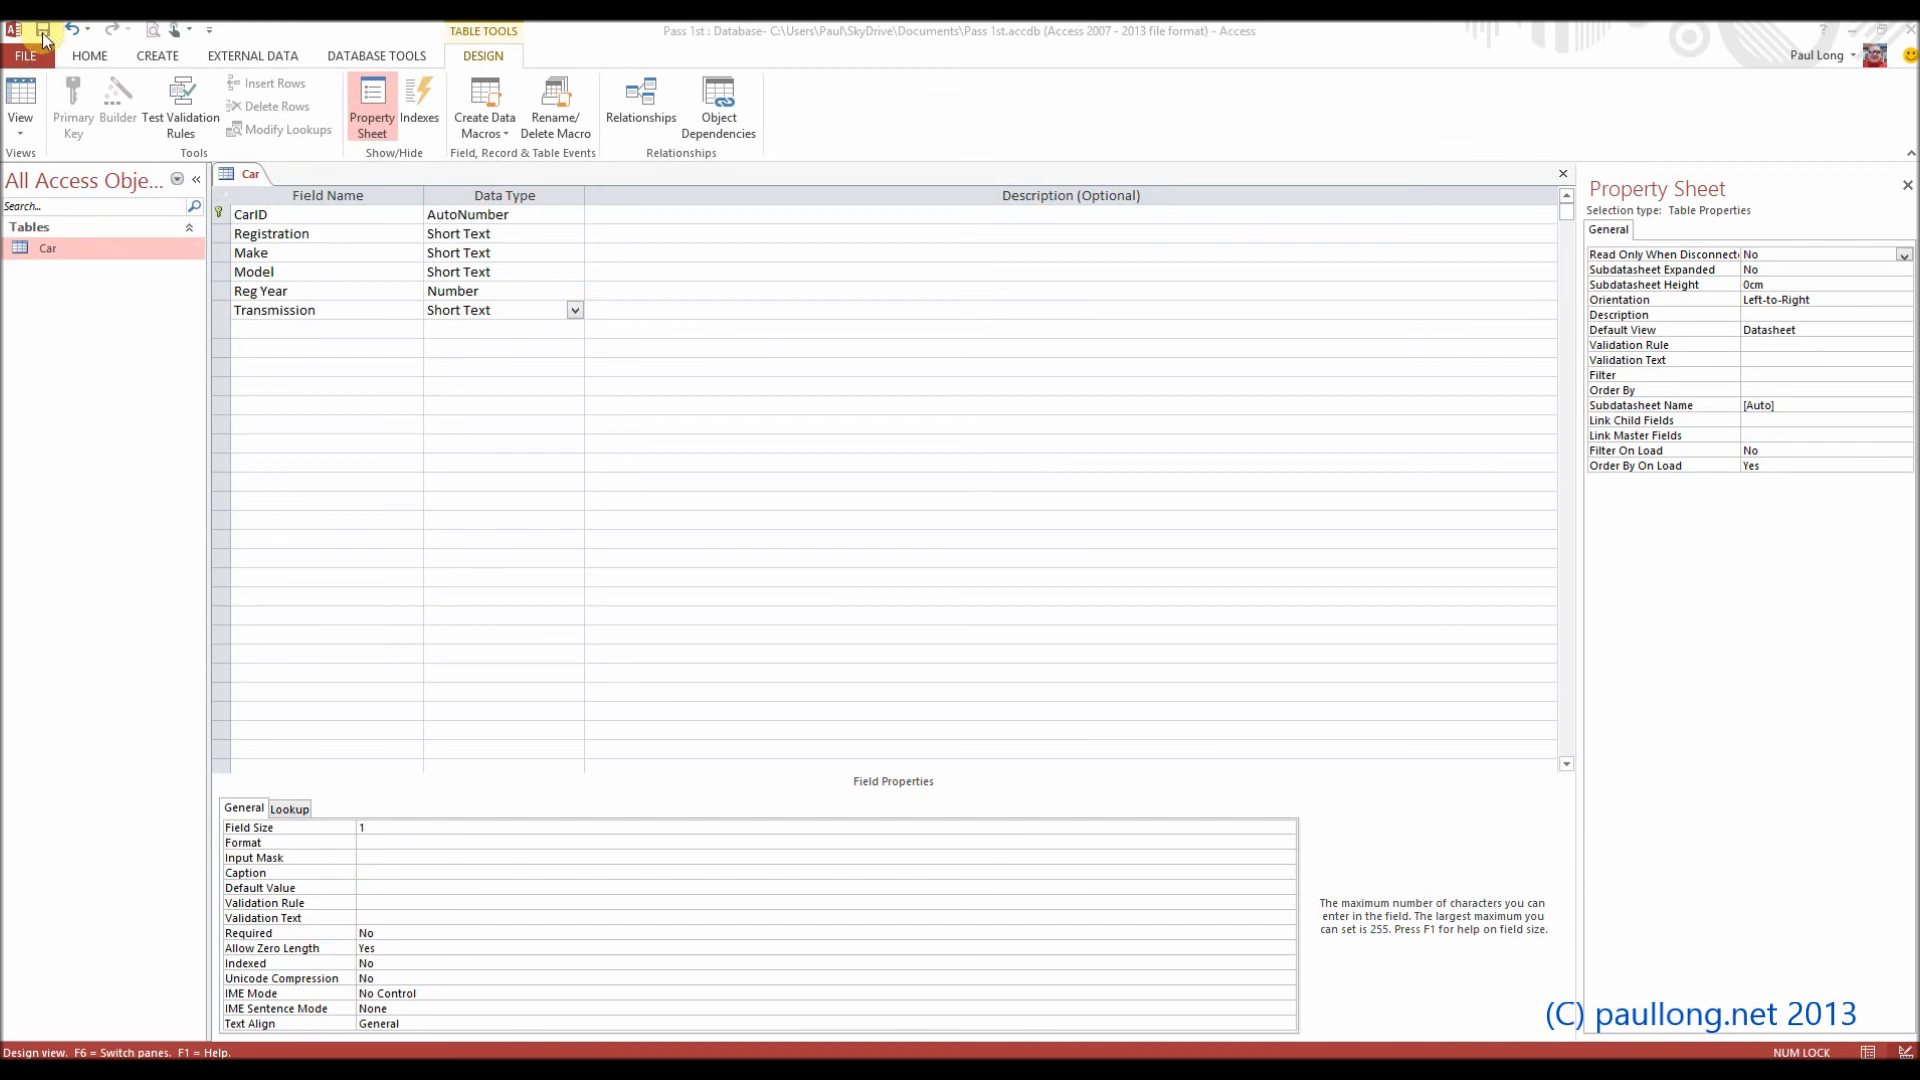 Pass 1st : Database- C:\Users\Paul\SkyDrive\Documents\Pass 1st.accdb (Access 2007 - 2013 file format) - Access
TABLE TOOLS
FILE HOME CREATE EXTERNAL DATA DATABASE TOOLS DESIGN
Paul Long
View
Primary Key
Builder
Test Validation Rules
Insert Rows
Delete Rows
Modify Lookups
Property Sheet
Indexes
Create Data Macros
Rename/ Delete Macro
Relationships
Object Dependencies
Views Tools Show/Hide Field, Record & Table Events Relationships
All Access Obje...
Search...
Tables
Car
Car
Field Name Data Type Description (Optional)
CarID AutoNumber
Registration Short Text
Make Short Text
Model Short Text
Reg Year Number
Transmission Short Text
Field Properties
General Lookup
Field Size 1
Format
Input Mask
Caption
Default Value
Validation Rule
Validation Text
Required No
Allow Zero Length Yes
Indexed No
Unicode Compression No
IME Mode No Control
IME Sentence Mode None
Text Align General
The maximum number of characters you can
enter in the field. The largest maximum you
can set is 255. Press F1 for help on field size.
Property Sheet
Selection type: Table Properties
General
Read Only When Disconnect No
Subdatasheet Expanded No
Subdatasheet Height 0cm
Orientation Left-to-Right
Description
Default View Datasheet
Validation Rule
Validation Text
Filter
Order By
Subdatasheet Name [Auto]
Link Child Fields
Link Master Fields
Filter On Load No
Order By On Load Yes
(C) paullong.net 2013
Design view. F6 = Switch panes. F1 = Help.
NUM LOCK